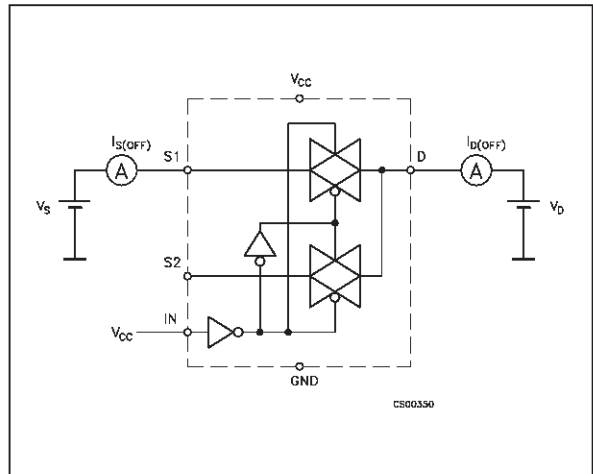 VCC
IS(OFF)
S1
D
ID(OFF)
A
A
VS
VD
S2
IN
VCC
GND
CS00350